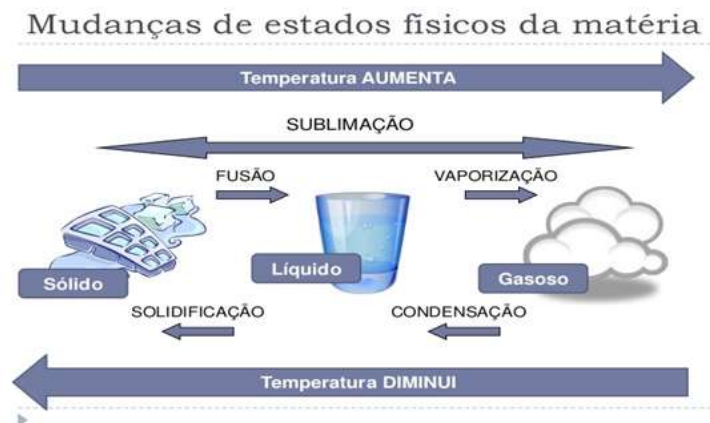 Mudanças de estados físicos da matéria
Temperatura AUMENTA
SUBLIMAÇÃO
FUSÃO
VAPORIZAÇÃO
Sólido
Líquido
Gasoso
SOLIDIFICAÇÃO
CONDENSAÇÃO
Temperatura DIMINUI